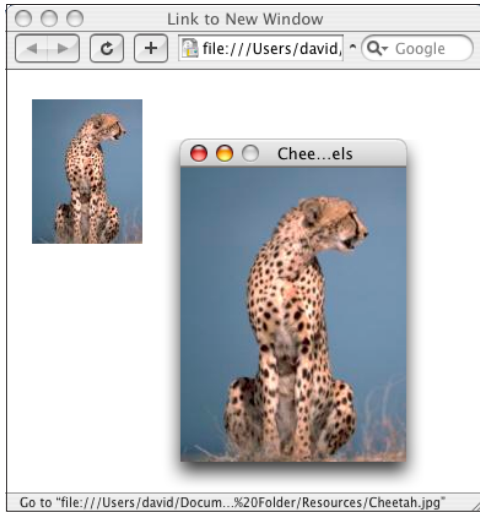 Link to New Window
file:///Users/david, Google
Chee...els
Go to "file:///Users/david/Docum...%20Folder/Resources/Cheetah.jpg"